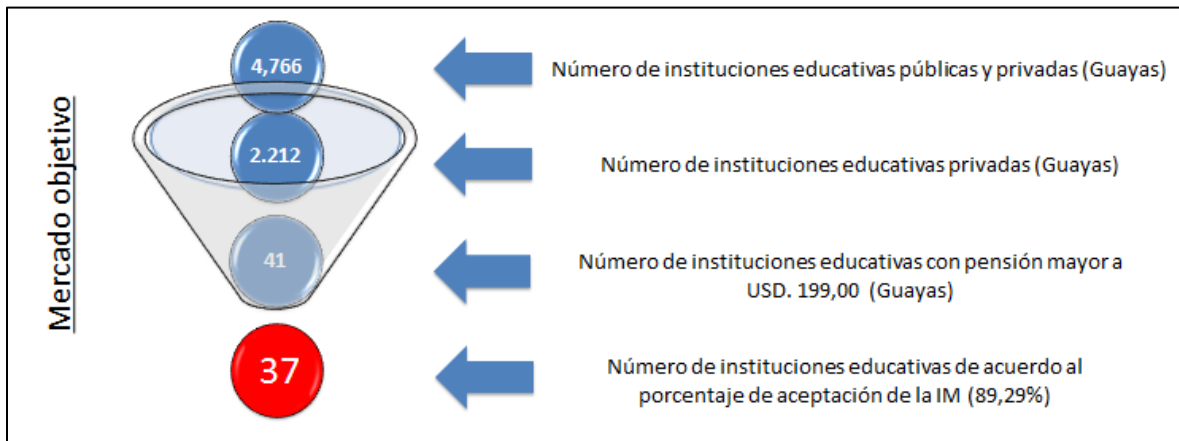 Mercado objetivo
4,766
Número de instituciones educativas públicas y privadas (Guayas)
2.212
Número de instituciones educativas privadas (Guayas)
41
Número de instituciones educativas con pensión mayor a
USD. 199,00 (Guayas)
37
Número de instituciones educativas de acuerdo al
porcentaje de aceptación de la IM (89,29%)